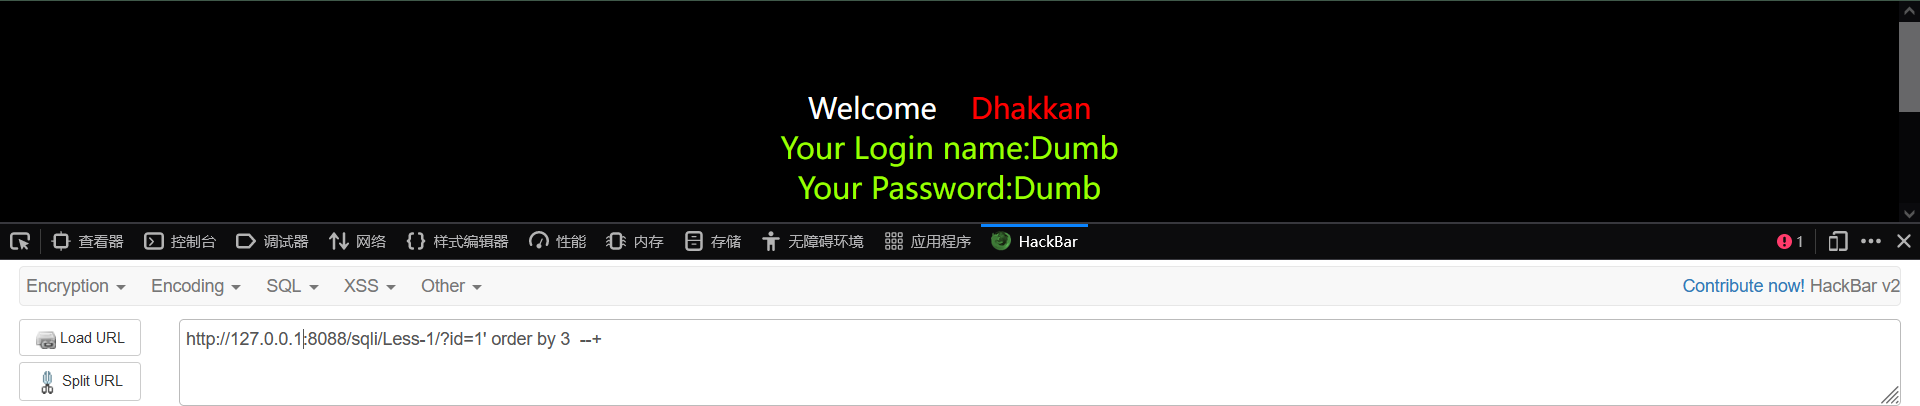 Welcome Dhakkan
Your Login name:Dumb
Your Password:Dumb
查看器 控制台 调试器 网络 样式编辑器 性能 内存 存储 无障碍环境 应用程序 HackBar 1
Encryption Encoding SQL XSS Other Contribute now! HackBar v2
Load URL http://127.0.0.1:8088/sqli/Less-1/?id=1' order by 3  --+
Split URL